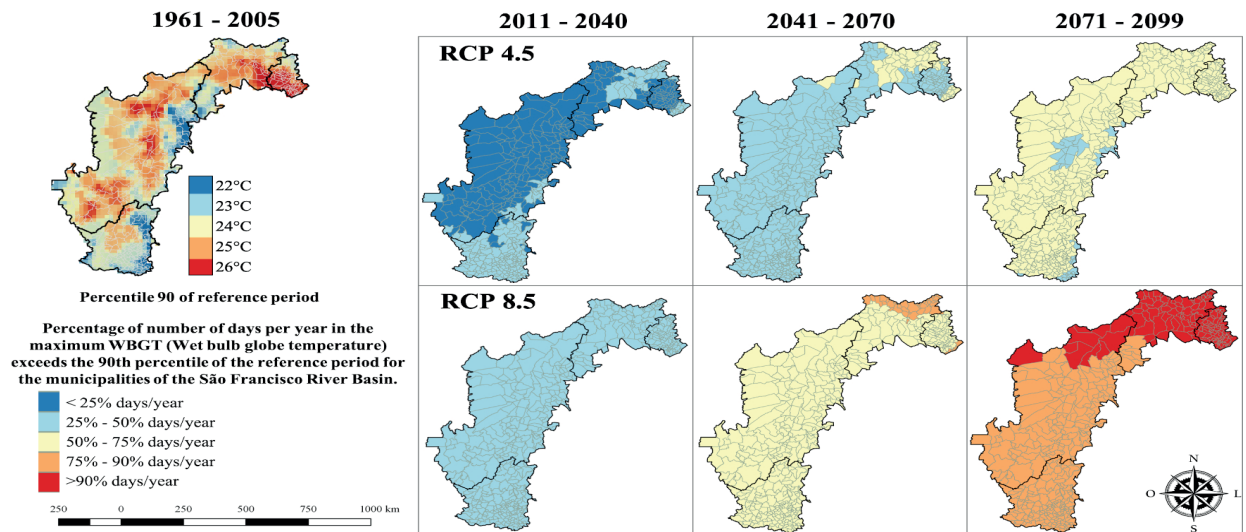 1961 - 2005
2011 - 2040
2041 - 2070
2071 - 2099
RCP 4.5
22°C
23°C
24°C
25°C
26°C
Percentile 90 of reference period
RCP 8.5
Percentage of number of days per year in the
maximum WBGT (Wet bulb globe temperature)
exceeds the 90th percentile of the reference period for
the municipalities of the São Francisco River Basin.
< 25% days/year
25% - 50% days/year
50% - 75% days/year
75% - 90% days/year
>90% days/year
250 0 250 500 750 1000 km
N
O L
S